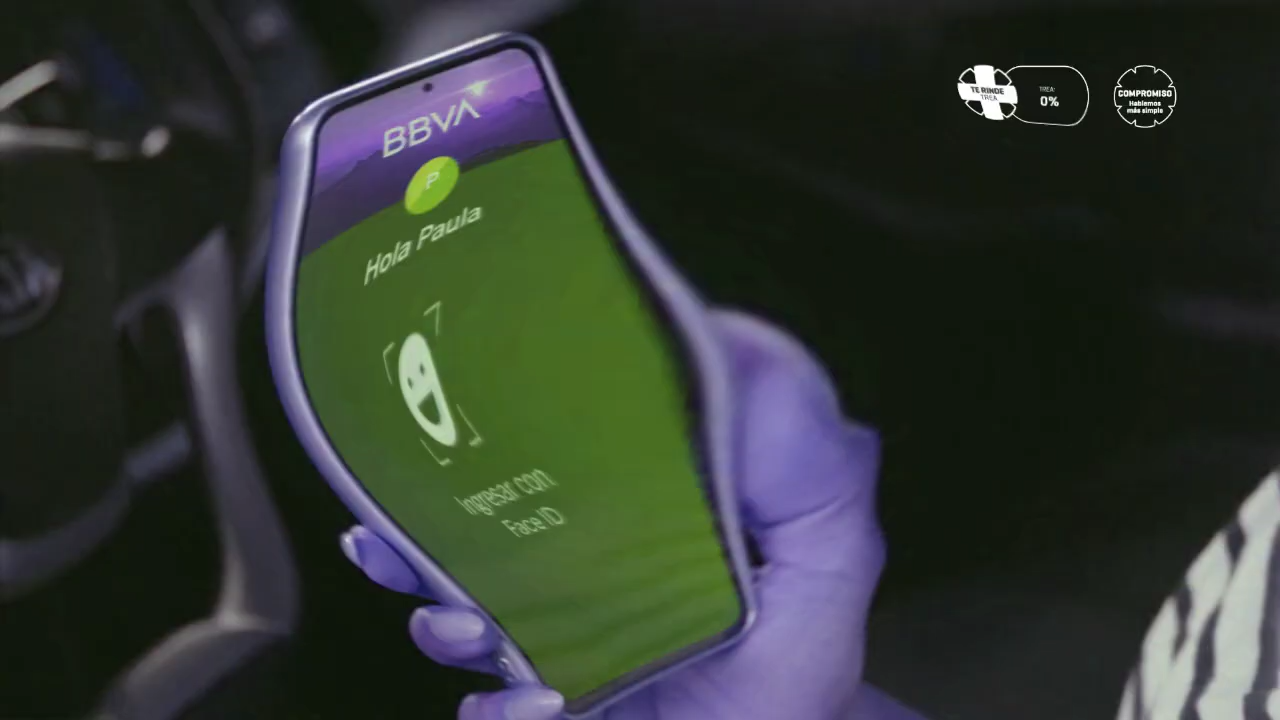 BBVA
P
Hola Paula
Ingresar con
Face ID
TE RINDE
TREA
TREA:
0%
COMPROMISO
Hablemos
más simple